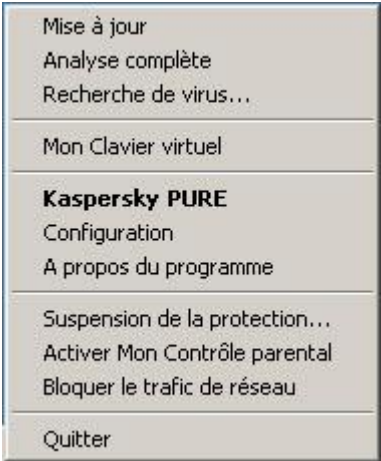 Mise à jour
Analyse complète
Recherche de virus...
Mon Clavier virtuel
Kaspersky PURE
Configuration
A propos du programme
Suspension de la protection...
Activer Mon Contrôle parental
Bloquer le trafic de réseau
Quitter